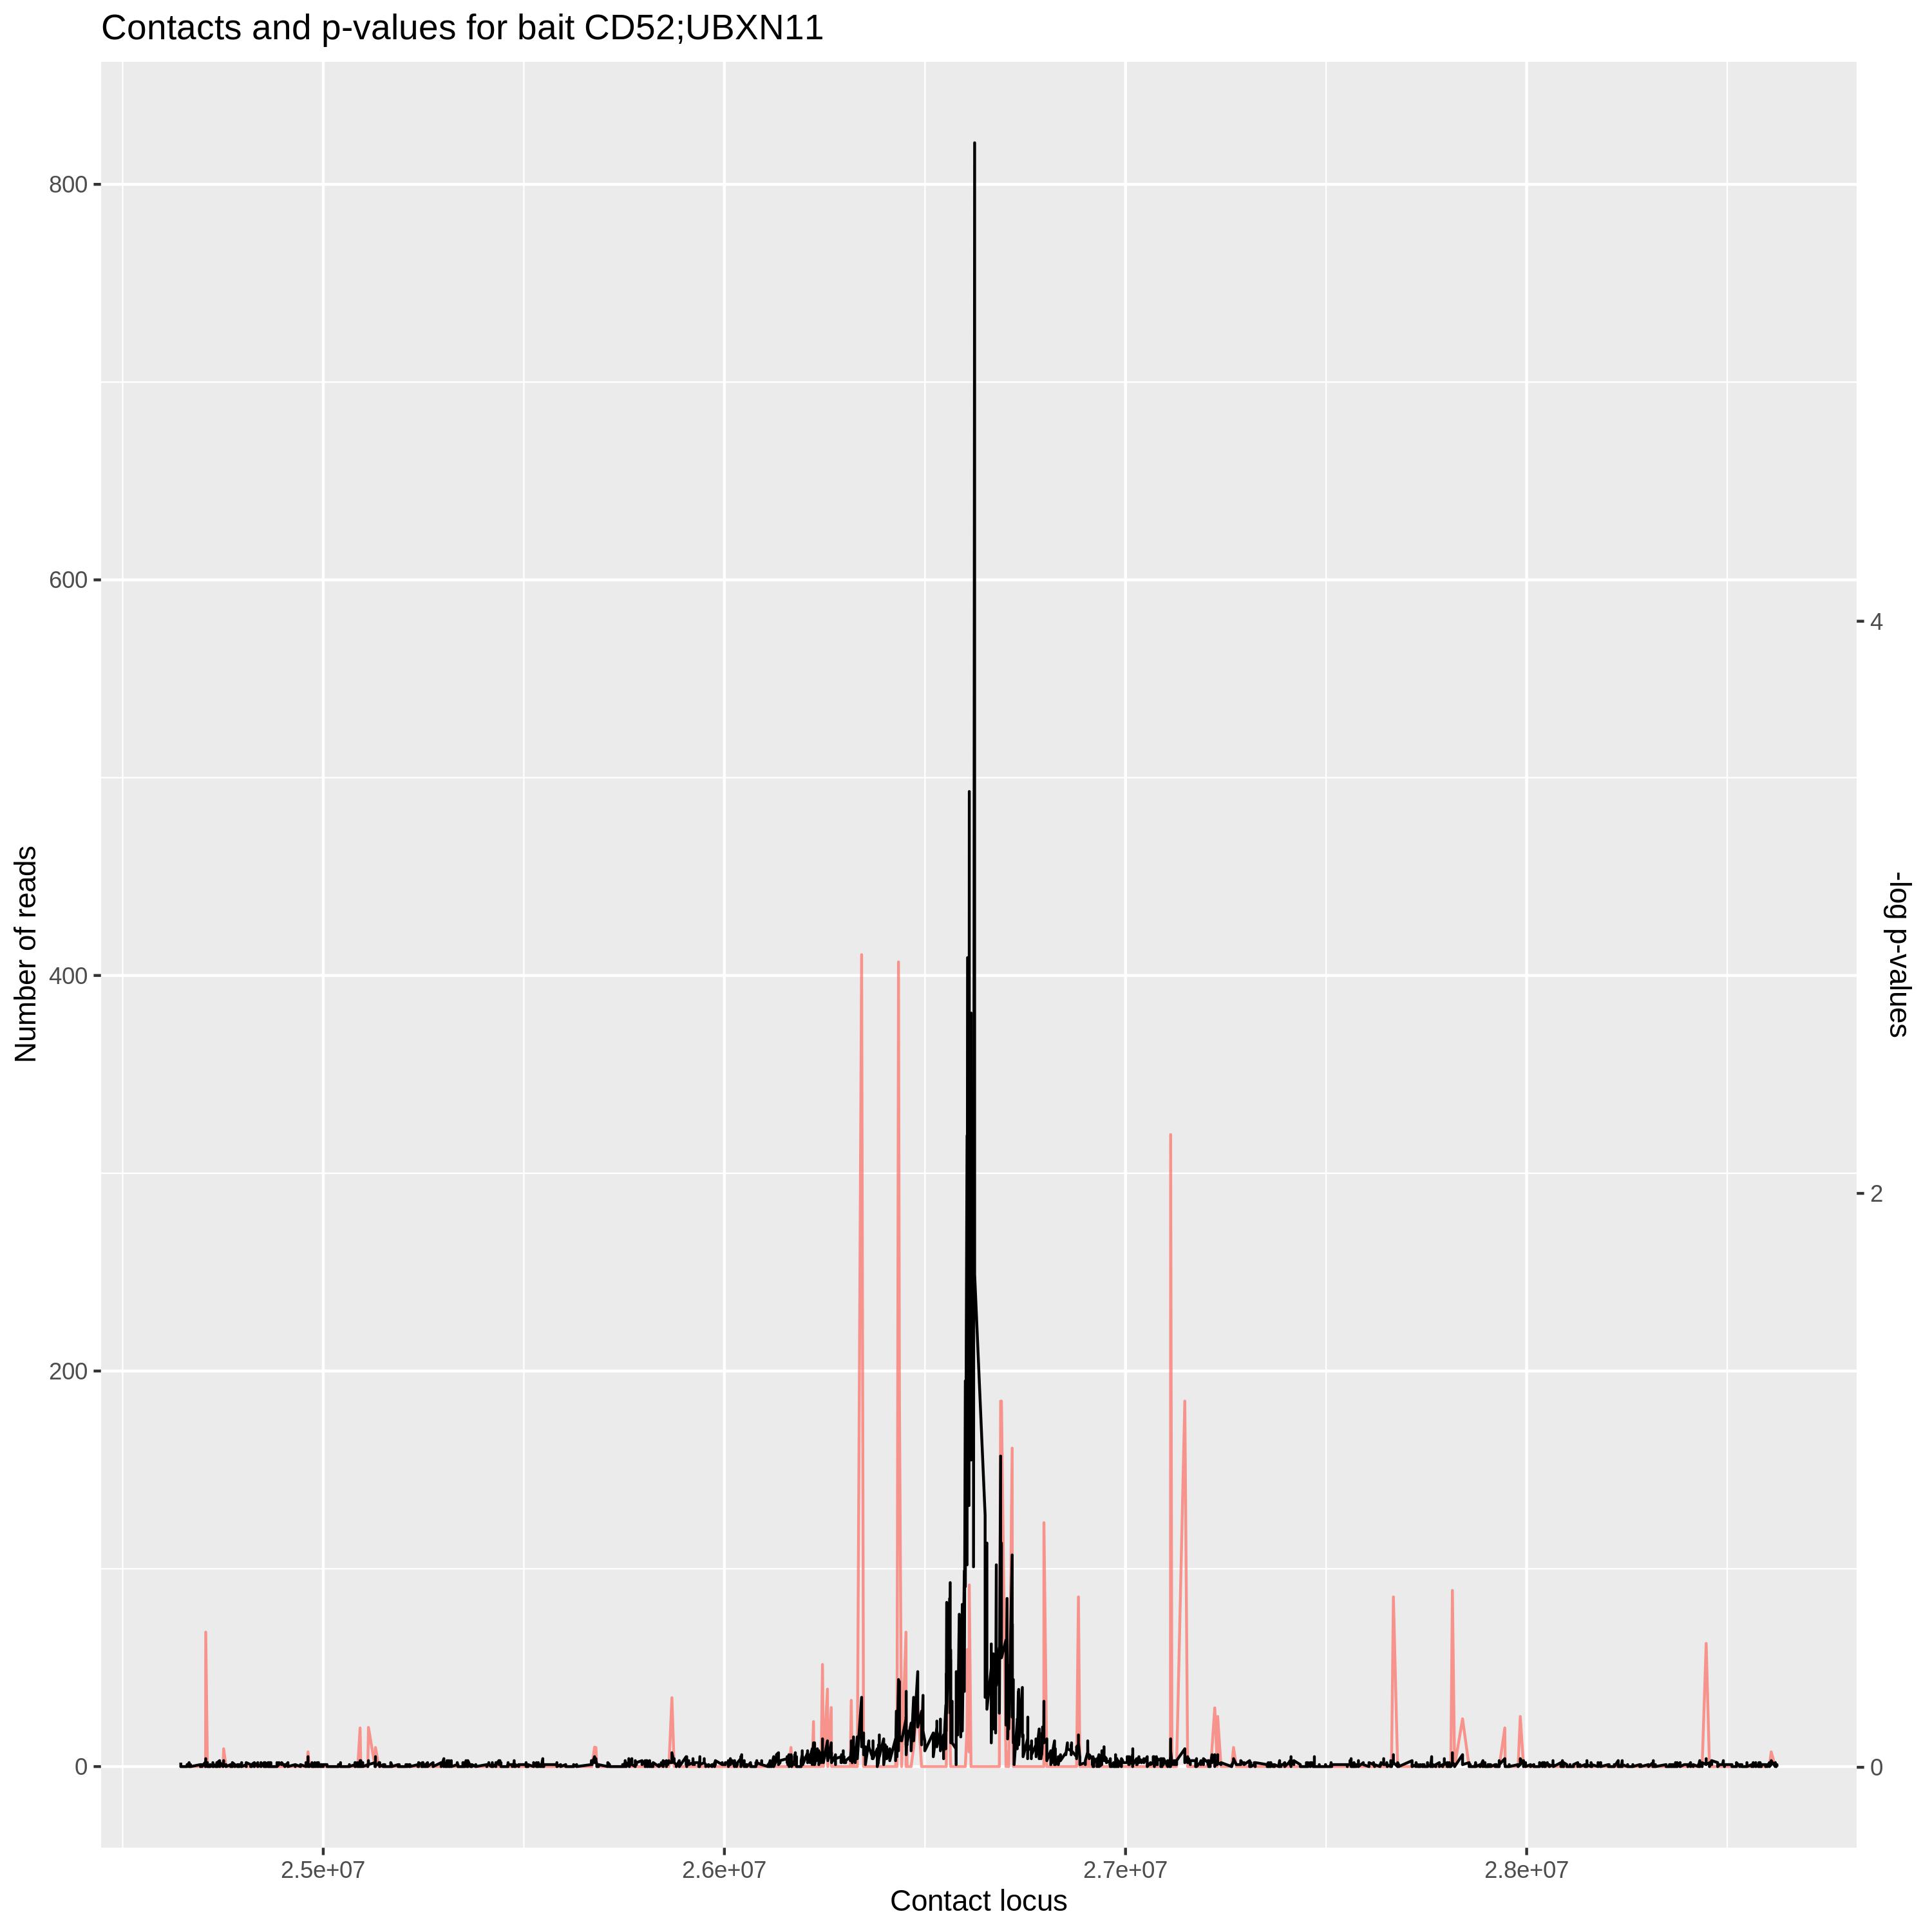 Contacts and p-values for bait CD52;UBXN11
800
600
400
200
0
Number of reads
4
2
0
-log p-values
2.5e+07
2.6e+07
2.7e+07
2.8e+07
Contact locus